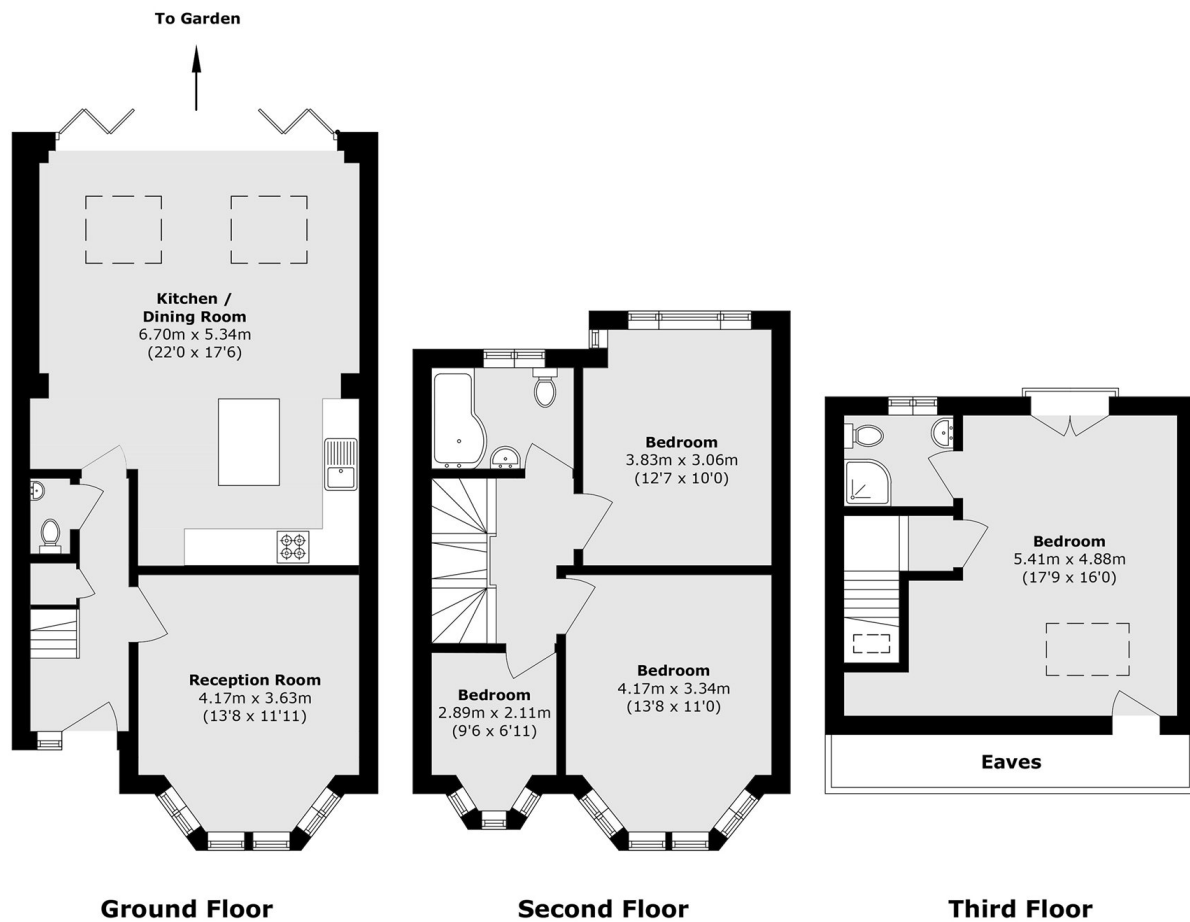 To Garden
Kitchen /
Dining Room
6.70m x 5.34m
(22'0 x 17'6)
Reception Room
4.17m x 3.63m
(13'8 x 11'11)
Ground Floor
Bedroom
3.83m x 3.06m
(12'7 x 10'0)
Bedroom
4.17m x 3.34m
(13'8 x 11'0)
Bedroom
2.89m x 2.11m
(9'6 x 6'11)
Second Floor
Bedroom
5.41m x 4.88m
(17'9 x 16'0)
Eaves
Third Floor